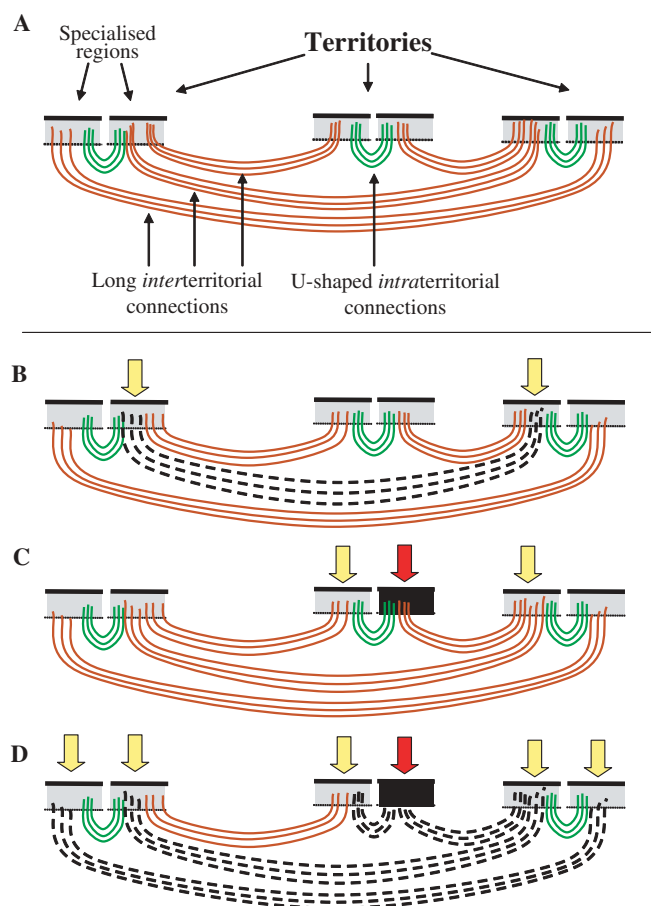 A
Specialised
regions
Territories
Long interterritorial
connections
U-shaped intraterritorial
connections
B
C
D